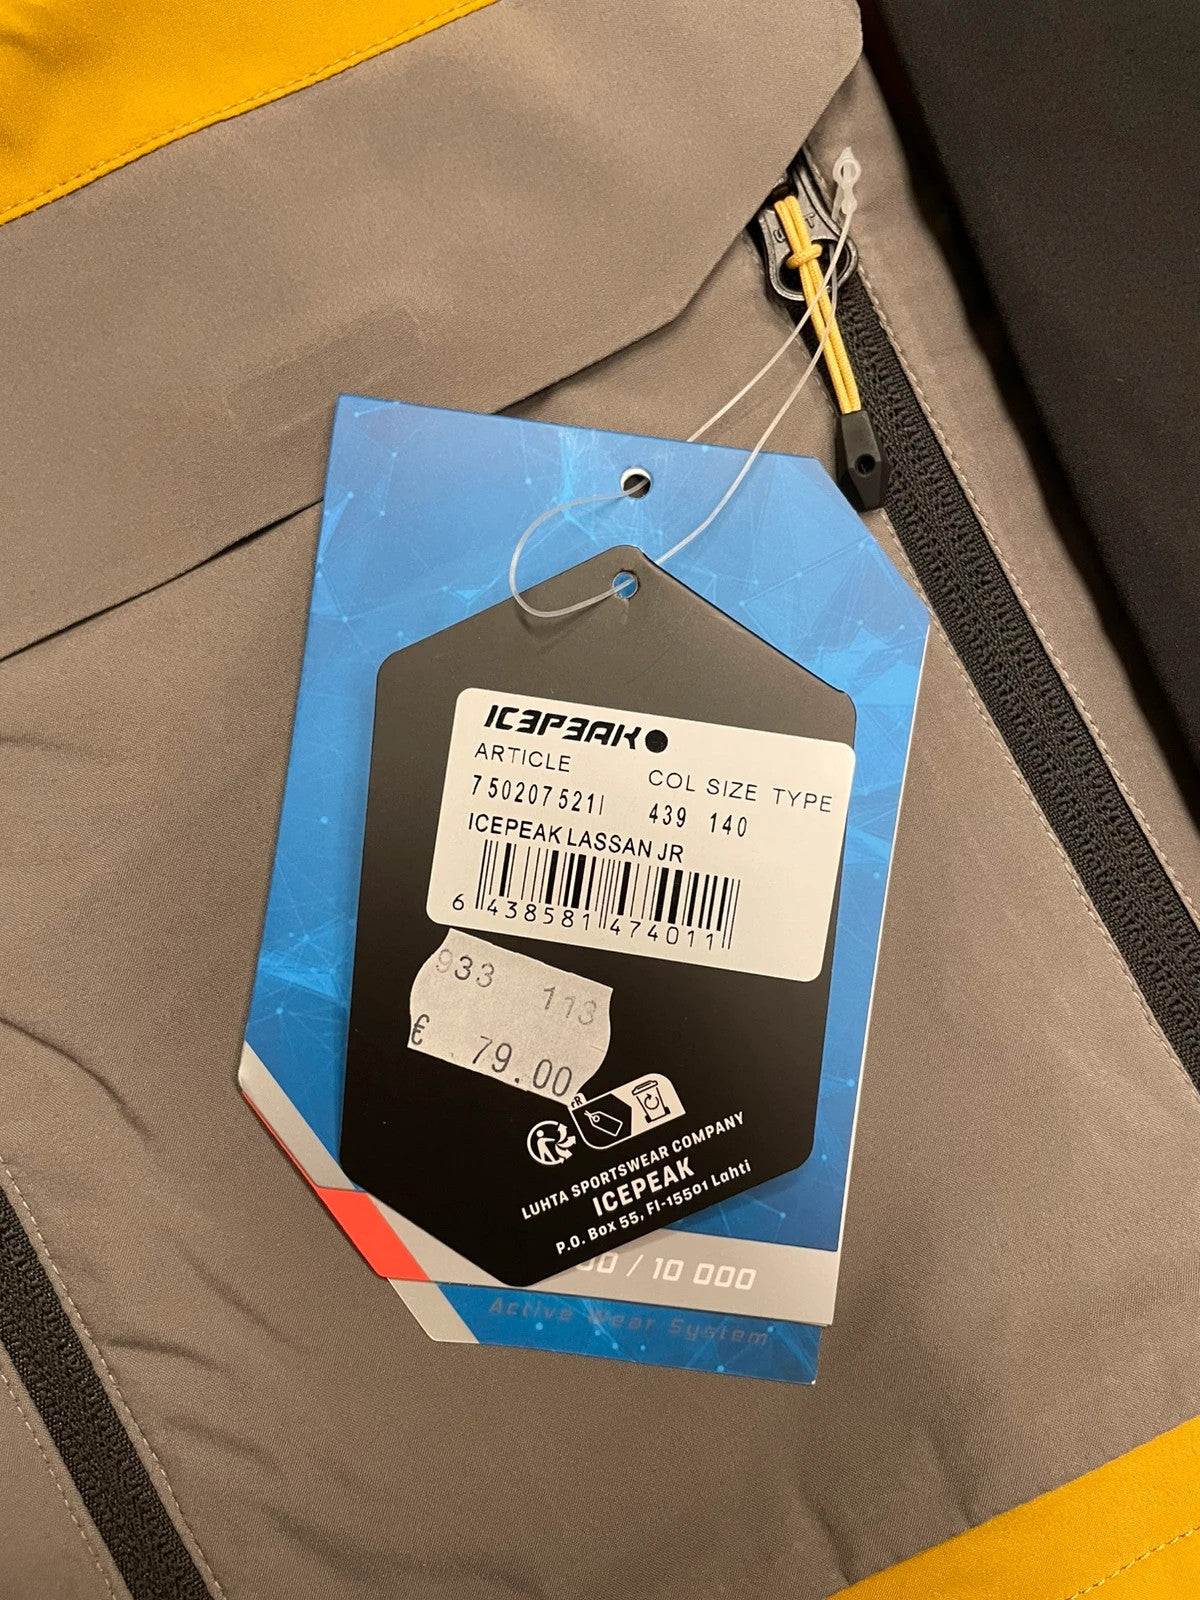 ICEPEAK
ARTICLE COL SIZE TYPE
750207521I 439 140
ICEPEAK LASSAN JR
6 438581 474011
933 113
€ 79.00
LUHTA SPORTSWEAR COMPANY
ICEPEAK
P.O. Box 55, FI-15501 Lahti
/ 10 000
Active Wear System